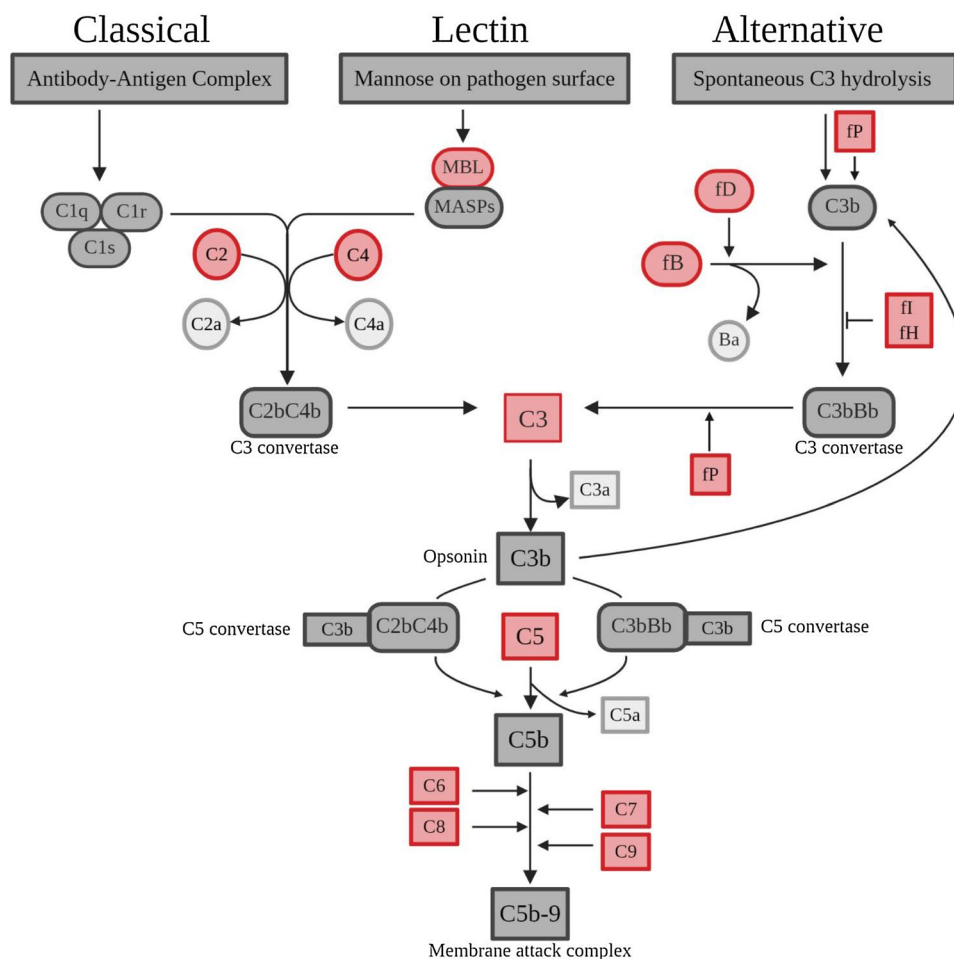 Classical
Lectin
Alternative
Antibody-Antigen Complex
Mannose on pathogen surface
Spontaneous C3 hydrolysis
fP
MBL
MASPs
C1q
C1r
C1s
fD
C3b
C2
C4
fB
C2a
C4a
Ba
fI
fH
C2bC4b
C3 convertase
C3
C3bBb
C3 convertase
fP
C3a
Opsonin
C3b
C5 convertase
C3b
C2bC4b
C5
C3bBb
C3b
C5 convertase
C5a
C5b
C6
C7
C8
C9
C5b-9
Membrane attack complex